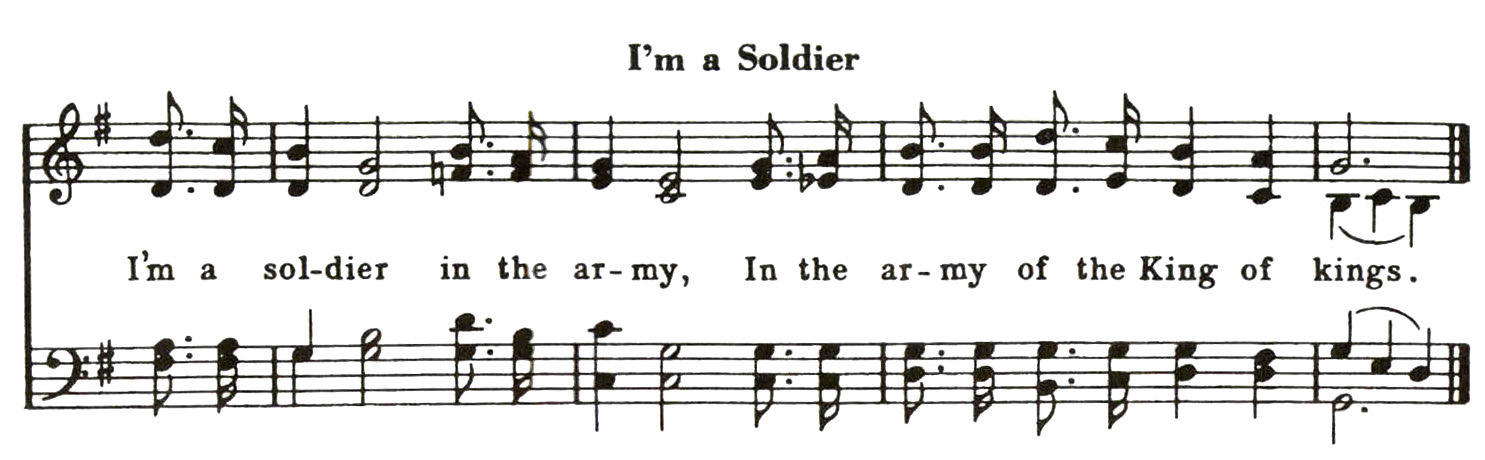 I'm a Soldier
I'm a sol-dier in the ar-my, In the ar-my of the King of kings.